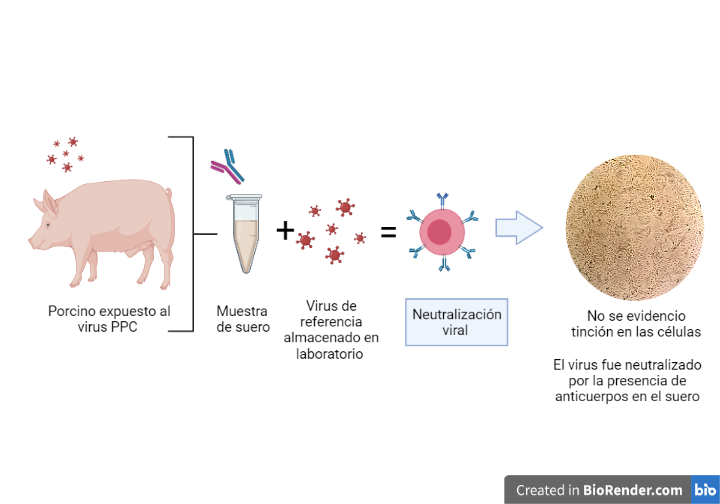 Porcino expuesto al
virus PPC
Muestra
de suero
Virus de
referencia
almacenado en
laboratorio
Neutralización
viral
No se evidencio
tinción en las células
El virus fue neutralizado
por la presencia de
anticuerpos en el suero
Created in BioRender.com bio